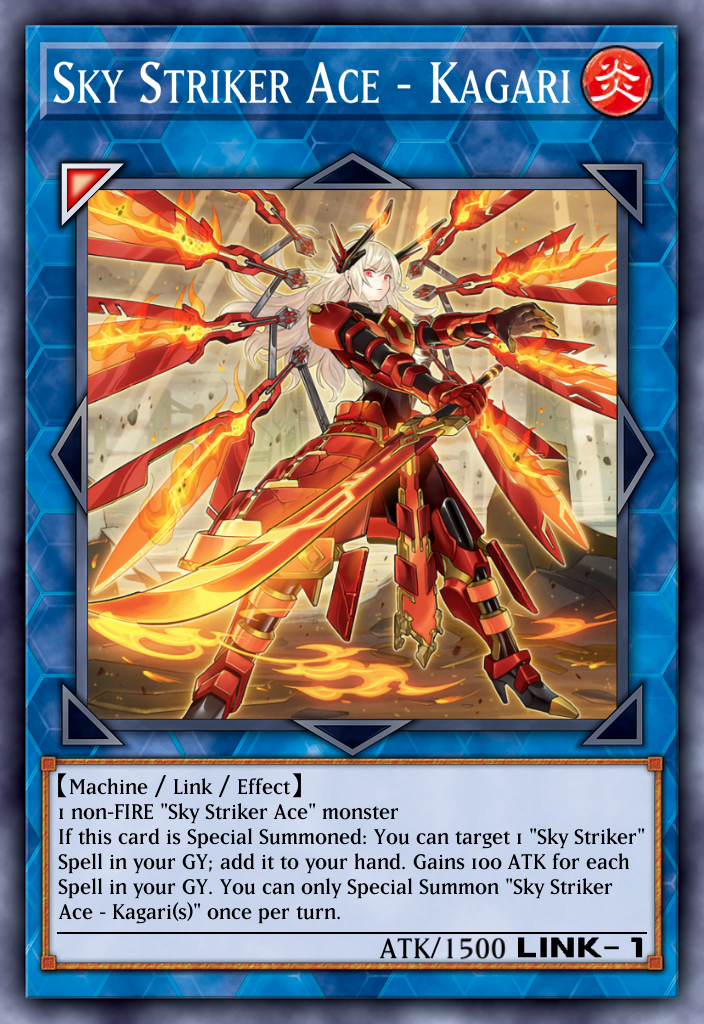 Sky Striker Ace - Kagari
炎
【Machine / Link / Effect】
1 non-FIRE "Sky Striker Ace" monster
If this card is Special Summoned: You can target 1 "Sky Striker"
Spell in your GY; add it to your hand. Gains 100 ATK for each
Spell in your GY. You can only Special Summon "Sky Striker
Ace - Kagari(s)" once per turn.
ATK/1500 LINK-1